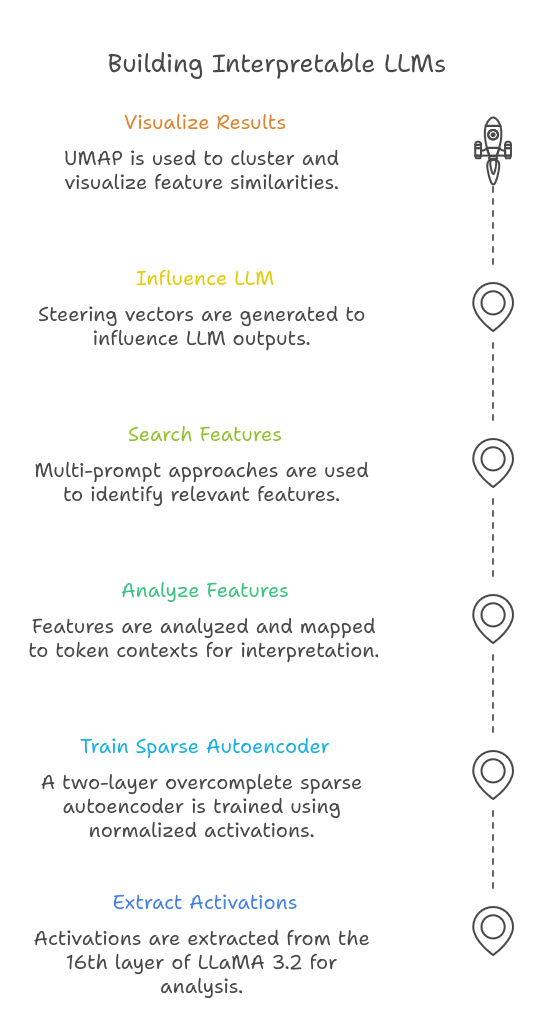 Building Interpretable LLMs
Visualize Results
UMAP is used to cluster and
visualize feature similarities.
Influence LLM
Steering vectors are generated to
influence LLM outputs.
Search Features
Multi-prompt approaches are used
to identify relevant features.
Analyze Features
Features are analyzed and mapped
to token contexts for interpretation.
Train Sparse Autoencoder
A two-layer overcomplete sparse
autoencoder is trained using
normalized activations.
Extract Activations
Activations are extracted from the
16th layer of LLaMA 3.2 for
analysis.